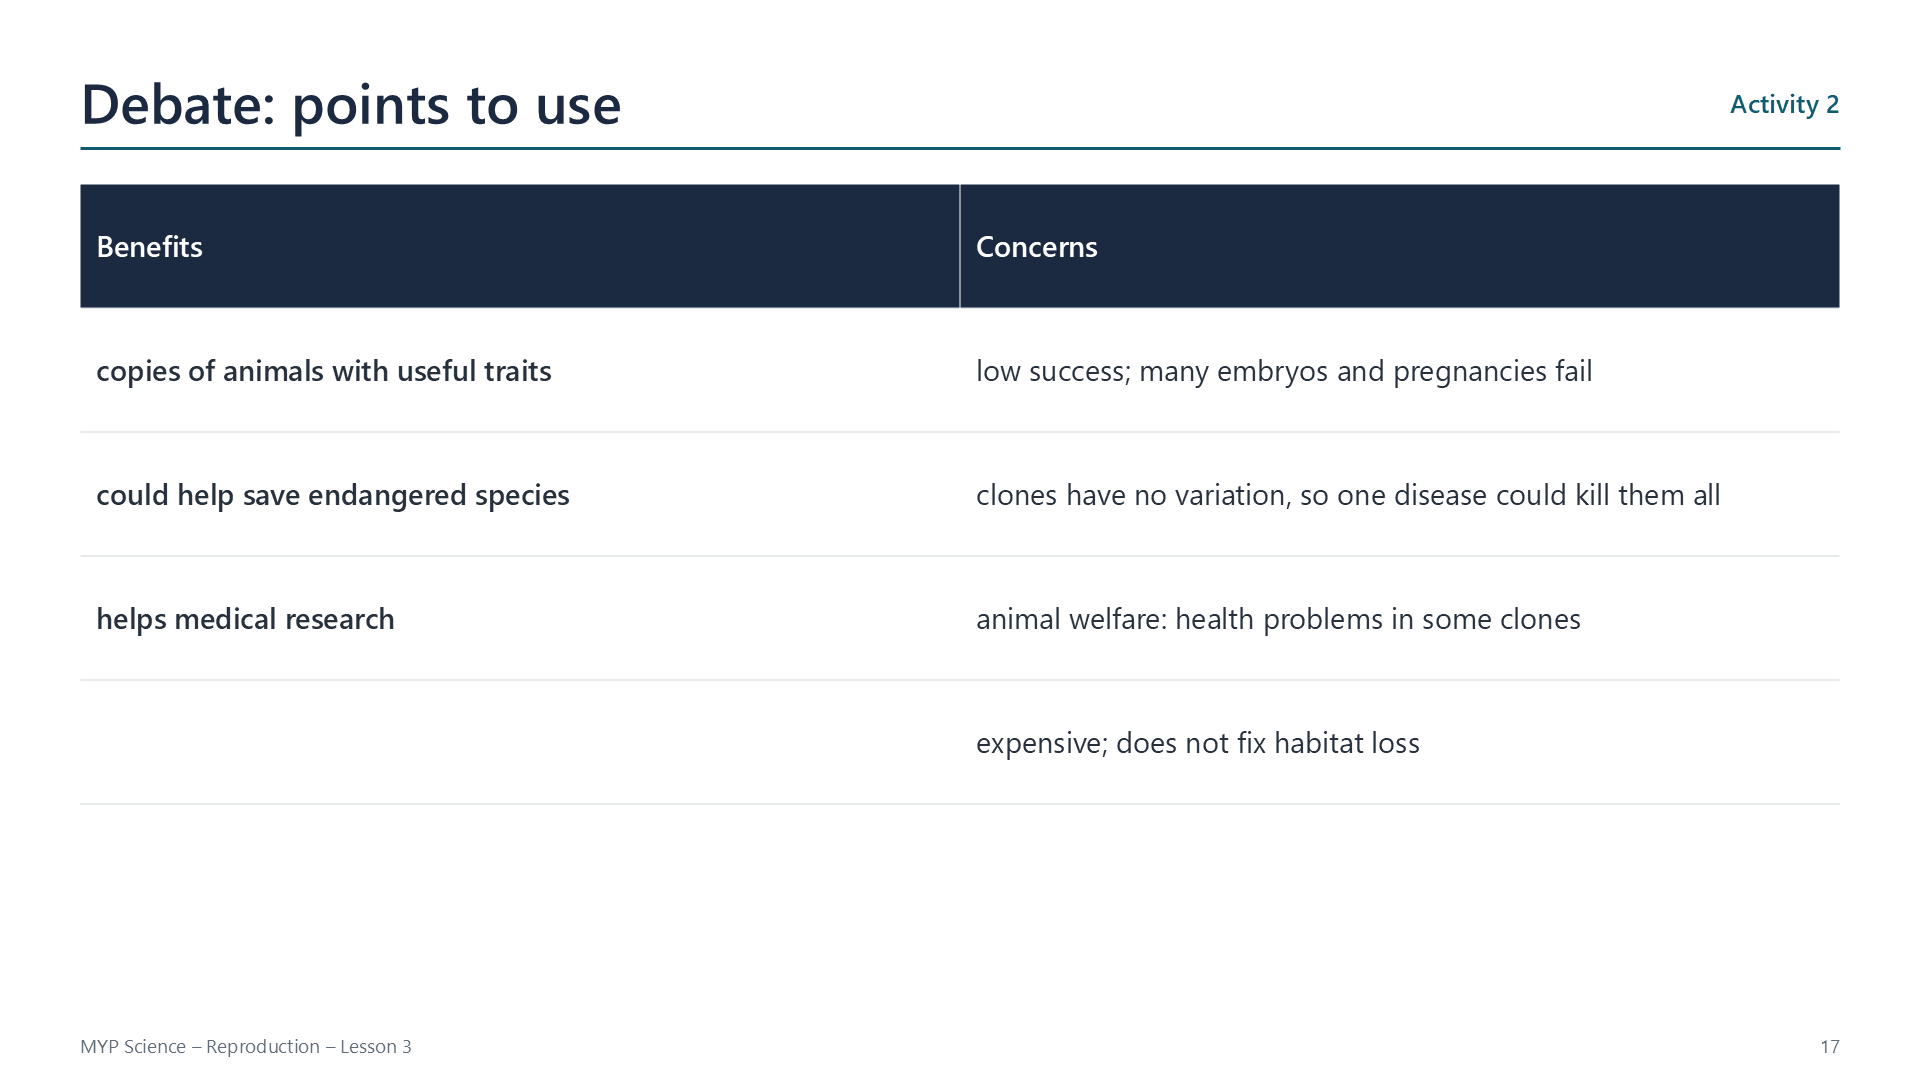 Debate: points to use
Activity 2
Benefits
Concerns
copies of animals with useful traits
low success; many embryos and pregnancies fail
could help save endangered species
clones have no variation, so one disease could kill them all
helps medical research
animal welfare: health problems in some clones
expensive; does not fix habitat loss
MYP Science – Reproduction – Lesson 3
17